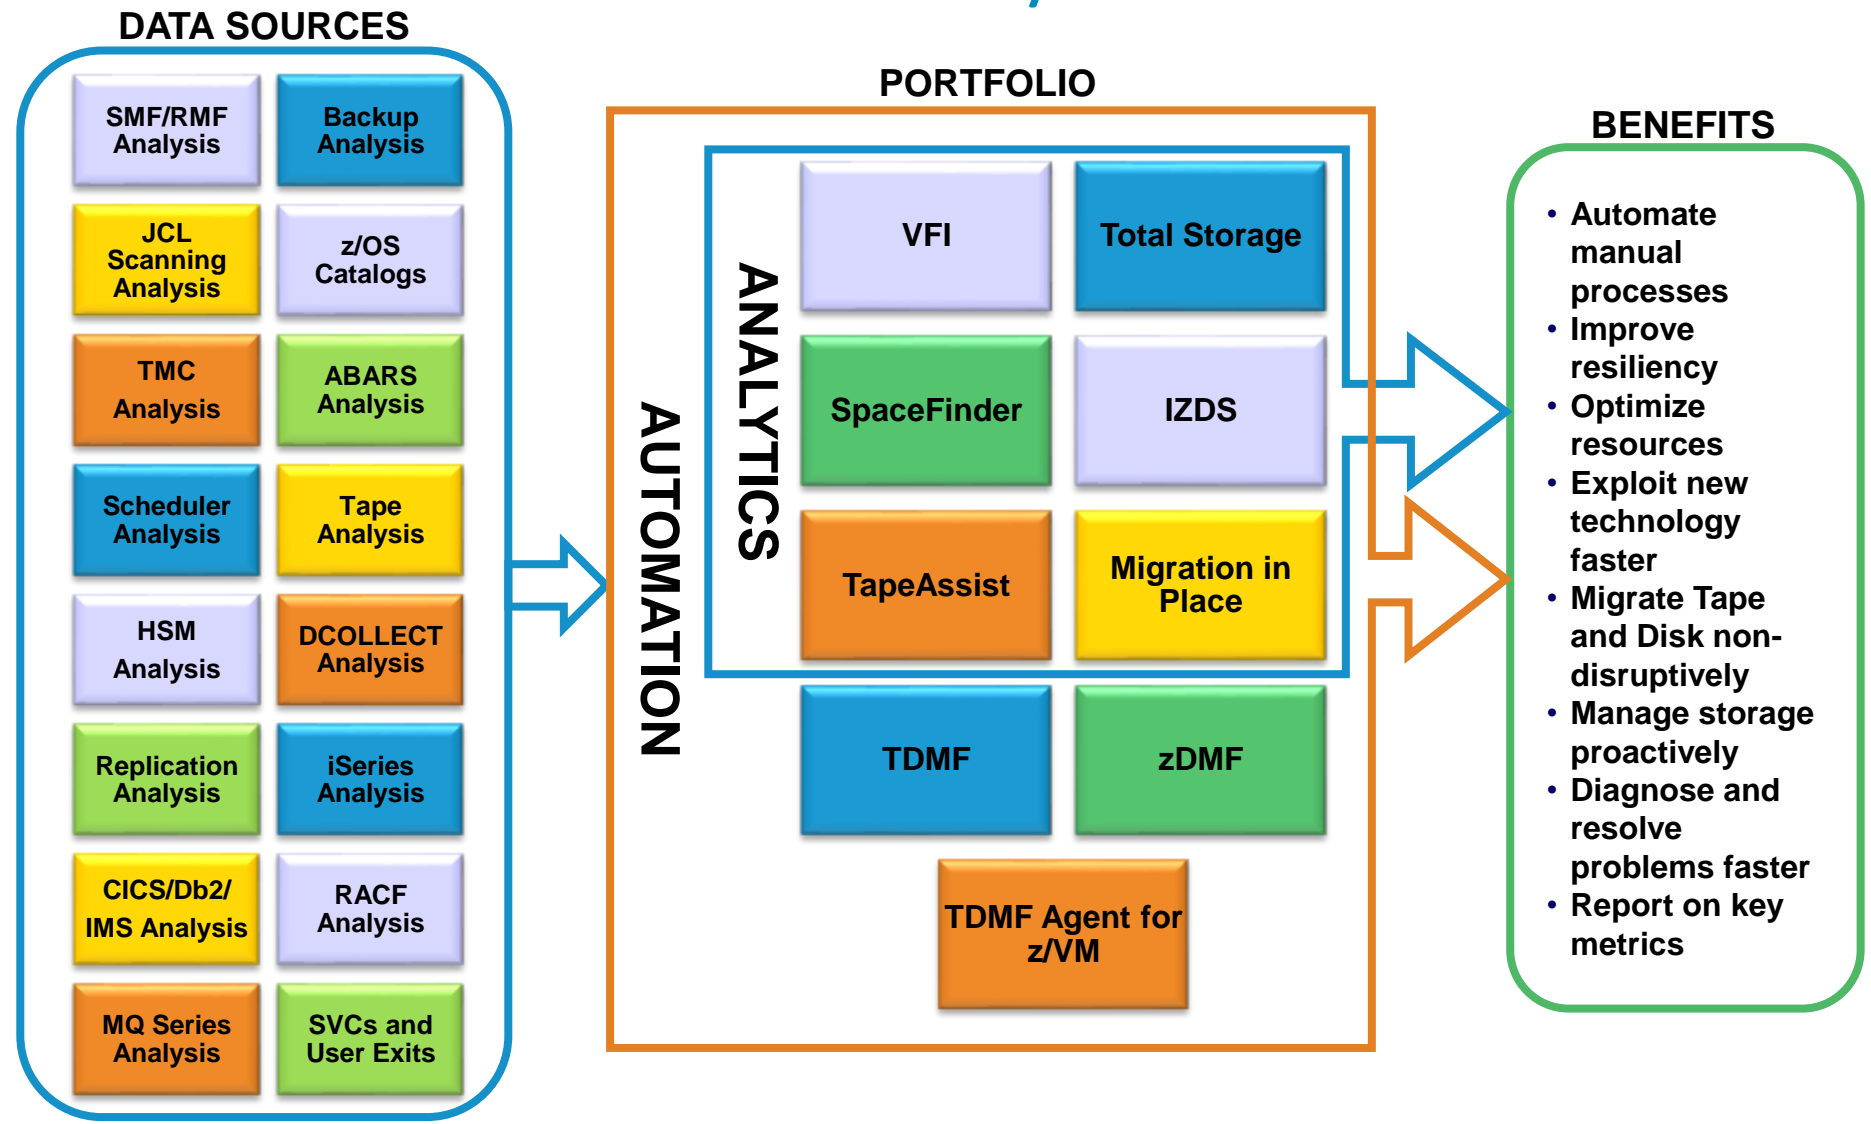 DATA SOURCES
SMF/RMF
Analysis
Backup
Analysis
JCL
Scanning
Analysis
z/OS
Catalogs
TMC
Analysis
ABARS
Analysis
Scheduler
Analysis
Tape
Analysis
HSM
Analysis
DCOLLECT
Analysis
Replication
Analysis
iSeries
Analysis
CICS/Db2/
IMS Analysis
RACF
Analysis
MQ Series
Analysis
SVCs and
User Exits
PORTFOLIO
AUTOMATION
ANALYTICS
VFI
Total Storage
SpaceFinder
IZDS
TapeAssist
Migration in
Place
TDMF
zDMF
TDMF Agent for
z/VM
BENEFITS
• Automate
manual
processes
• Improve
resiliency
• Optimize
resources
• Exploit new
technology
faster
• Migrate Tape
and Disk non-
disruptively
• Manage storage
proactively
• Diagnose and
resolve
problems faster
• Report on key
metrics